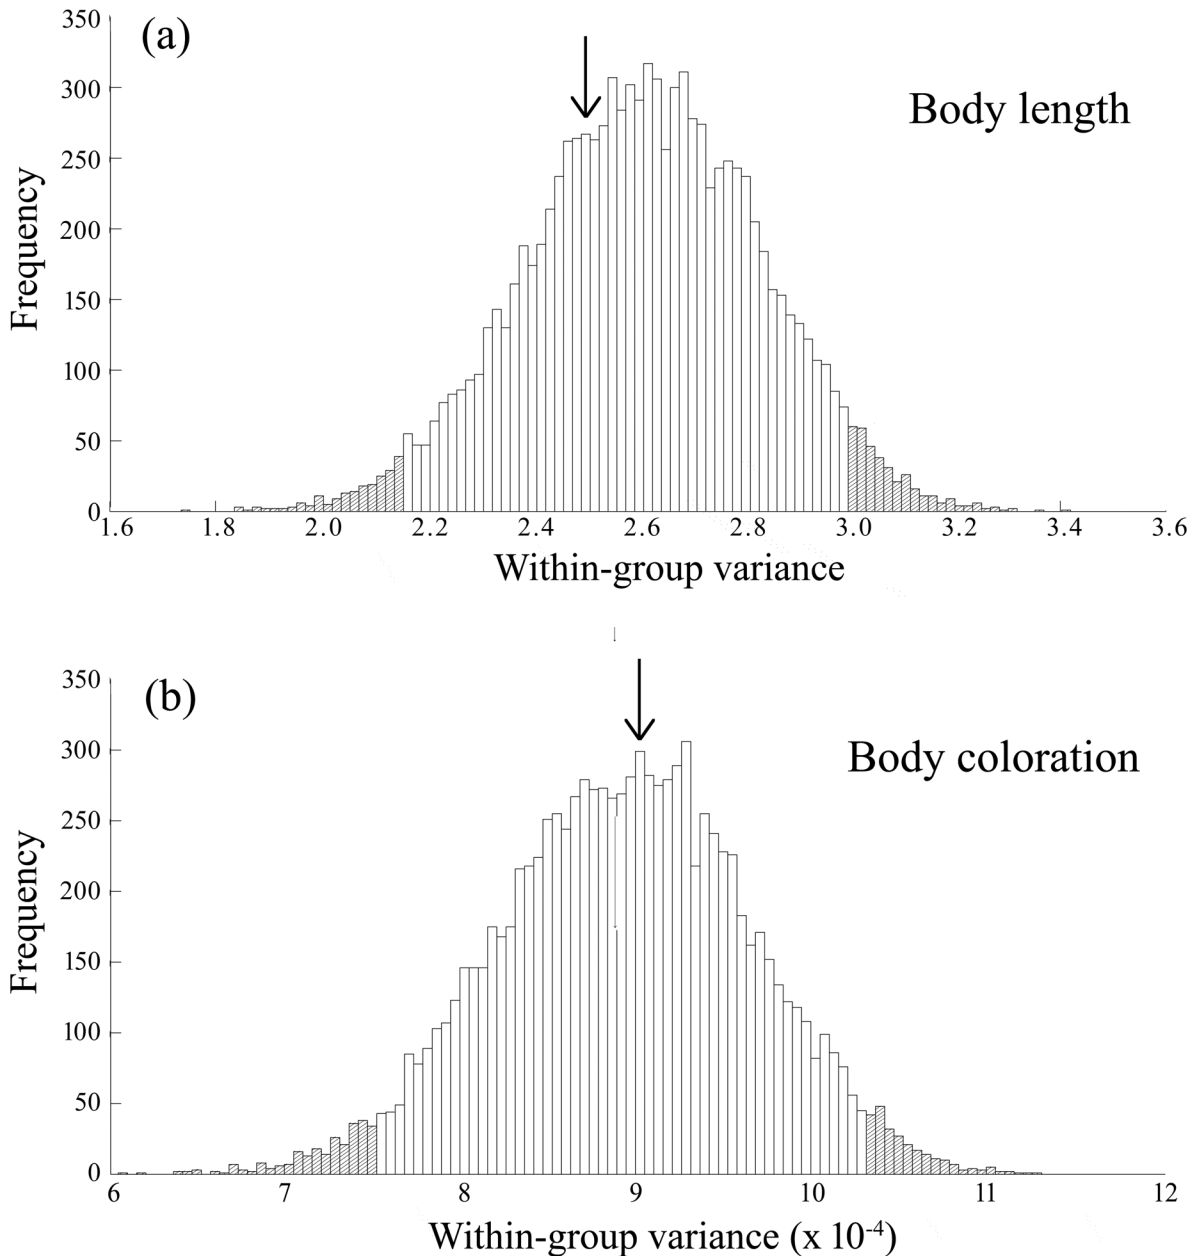 350
(a)
300
Body length
250
200
150
100
50
0
Frequency
1.6 1.8 2.0 2.2 2.4 2.6 2.8 3.0 3.2 3.4 3.6
Within-group variance
350
(b)
300
Body coloration
250
200
150
100
50
0
Frequency
6 7 8 9 10 11 12
Within-group variance (x 10⁻⁴)